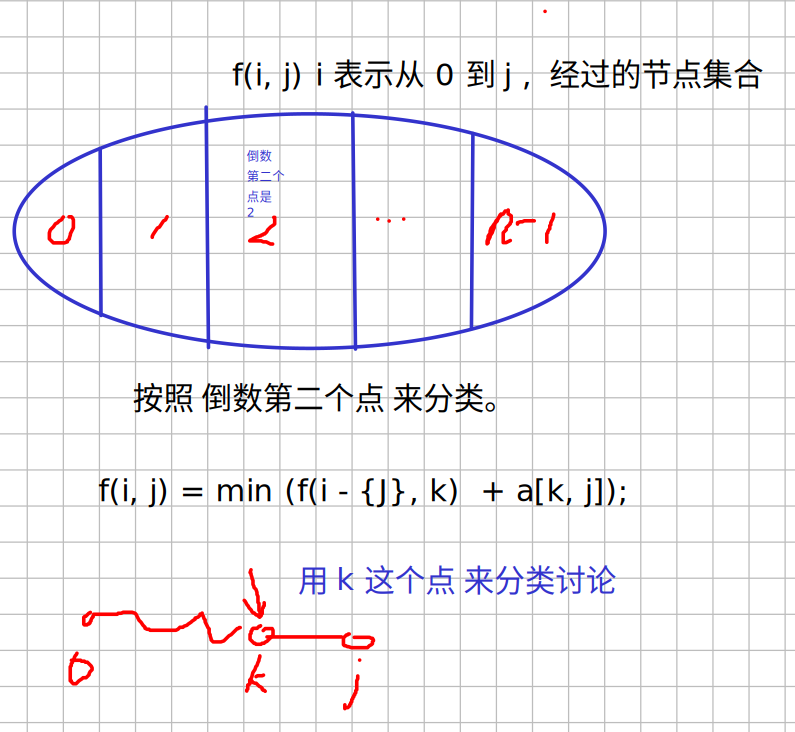 f(i, j) i 表示从 0 到 j ,  经过的节点集合
倒数
第二个
点是
2
0 1 2 ... n-1
按照 倒数第二个点 来分类。
f(i, j) = min (f(i - {J}, k)  + a[k, j]);
用 k 这个点 来分类讨论
0 k j